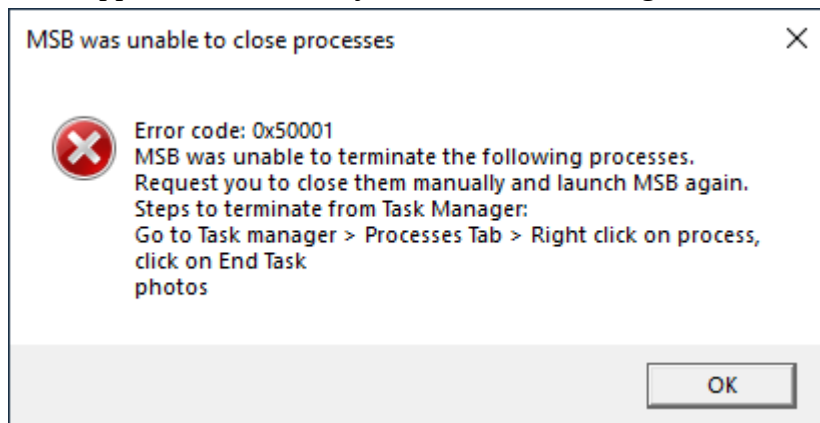 MSB was unable to close processes
Error code: 0x50001
MSB was unable to terminate the following processes.
Request you to close them manually and launch MSB again.
Steps to terminate from Task Manager:
Go to Task manager > Processes Tab > Right click on process,
click on End Task
photos
OK